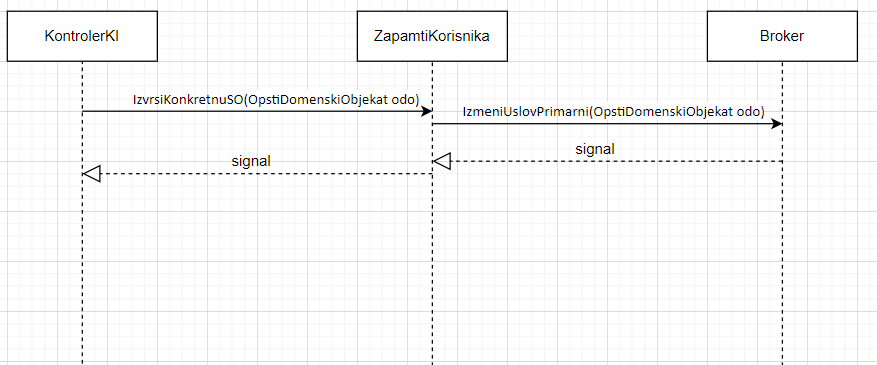 KontrolerKI
ZapamtiKorisnika
Broker
IzvrsiKonkretnuSO(OpstiDomenskiObjekat odo)
IzmeniUslovPrimarni(OpstiDomenskiObjekat odo)
signal
signal